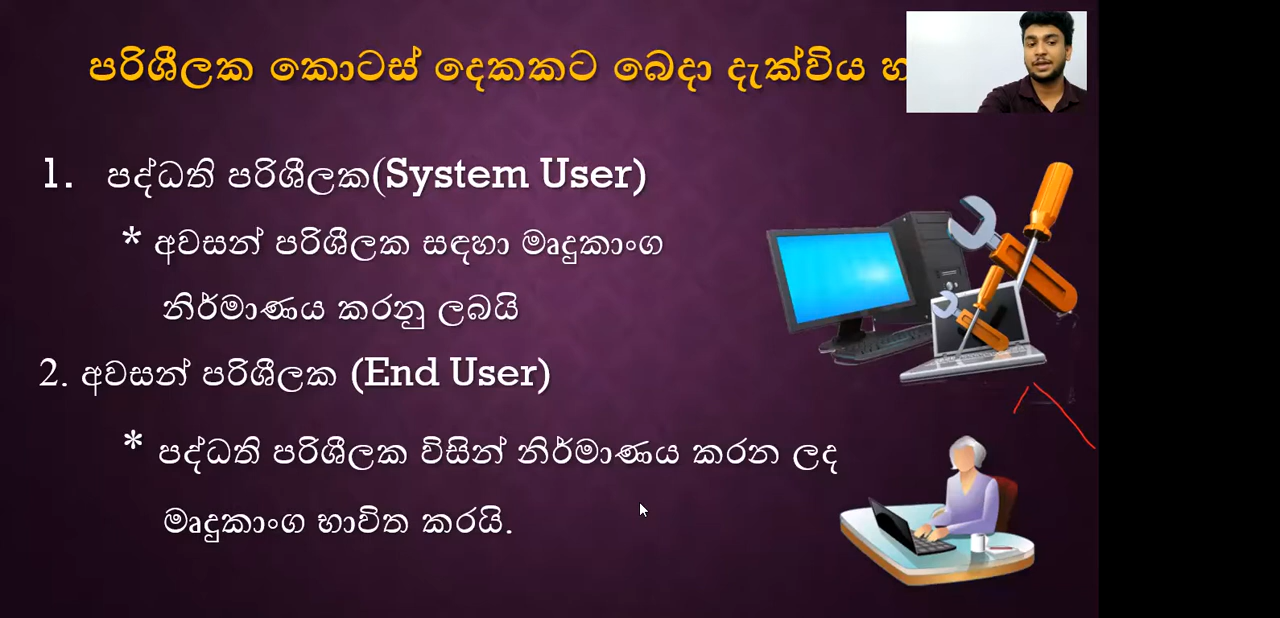 පරිශීලක කොටස් දෙකකට බෙදා දැක්විය
1. පද්ධති පරිශීලක(System User)
* අවසන් පරිශීලක සඳහා මෘදුකාංග
නිර්මාණය කරනු ලබයි
2. අවසන් පරිශීලක (End User)
* පද්ධති පරිශීලක විසින් නිර්මාණය කරන ලද
මෘදුකාංග භාවිත කරයි.